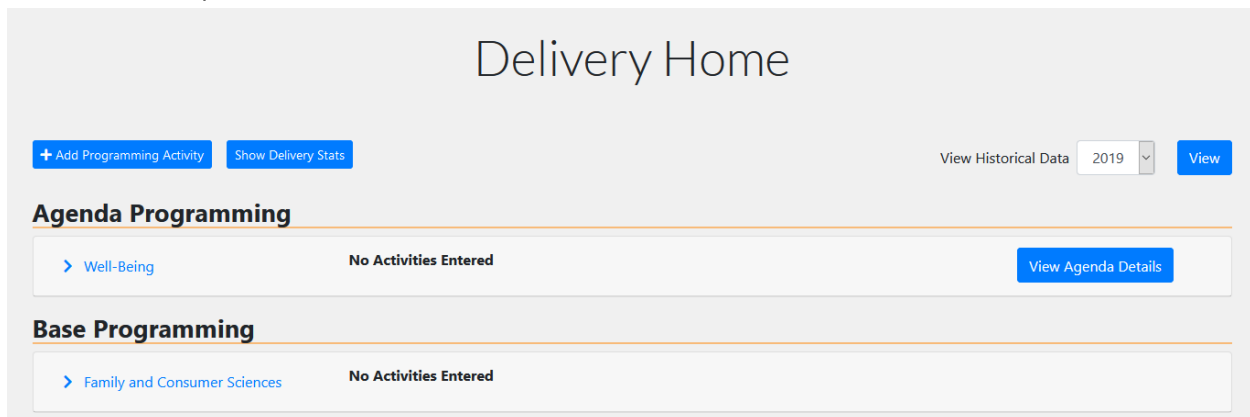 Delivery Home
+ Add Programming Activity Show Delivery Stats View Historical Data 2019 View
Agenda Programming
Well-Being No Activities Entered View Agenda Details
Base Programming
Family and Consumer Sciences No Activities Entered